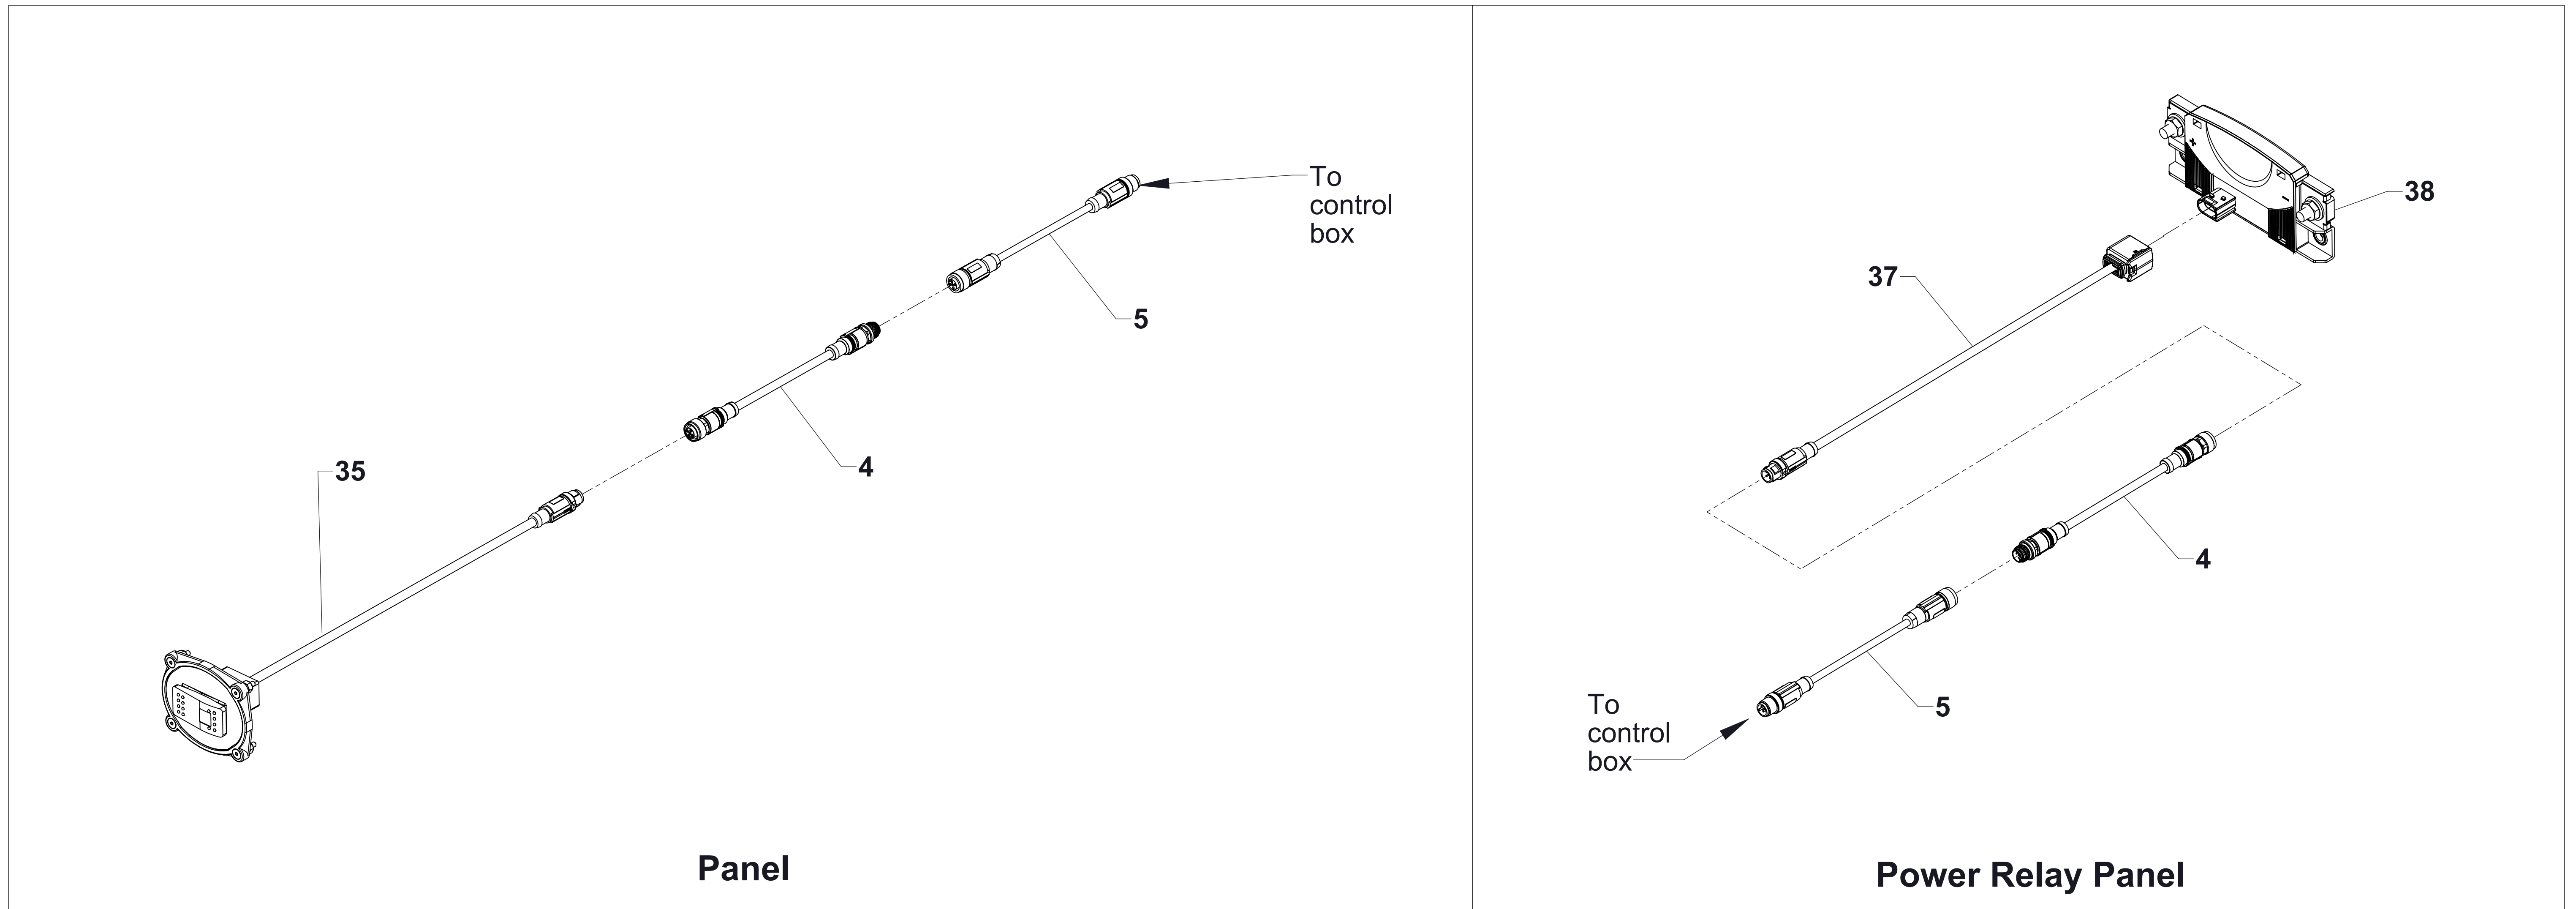 To
control
box
5
4
35
Panel
38
37
4
5
To
control
box
Power Relay Panel